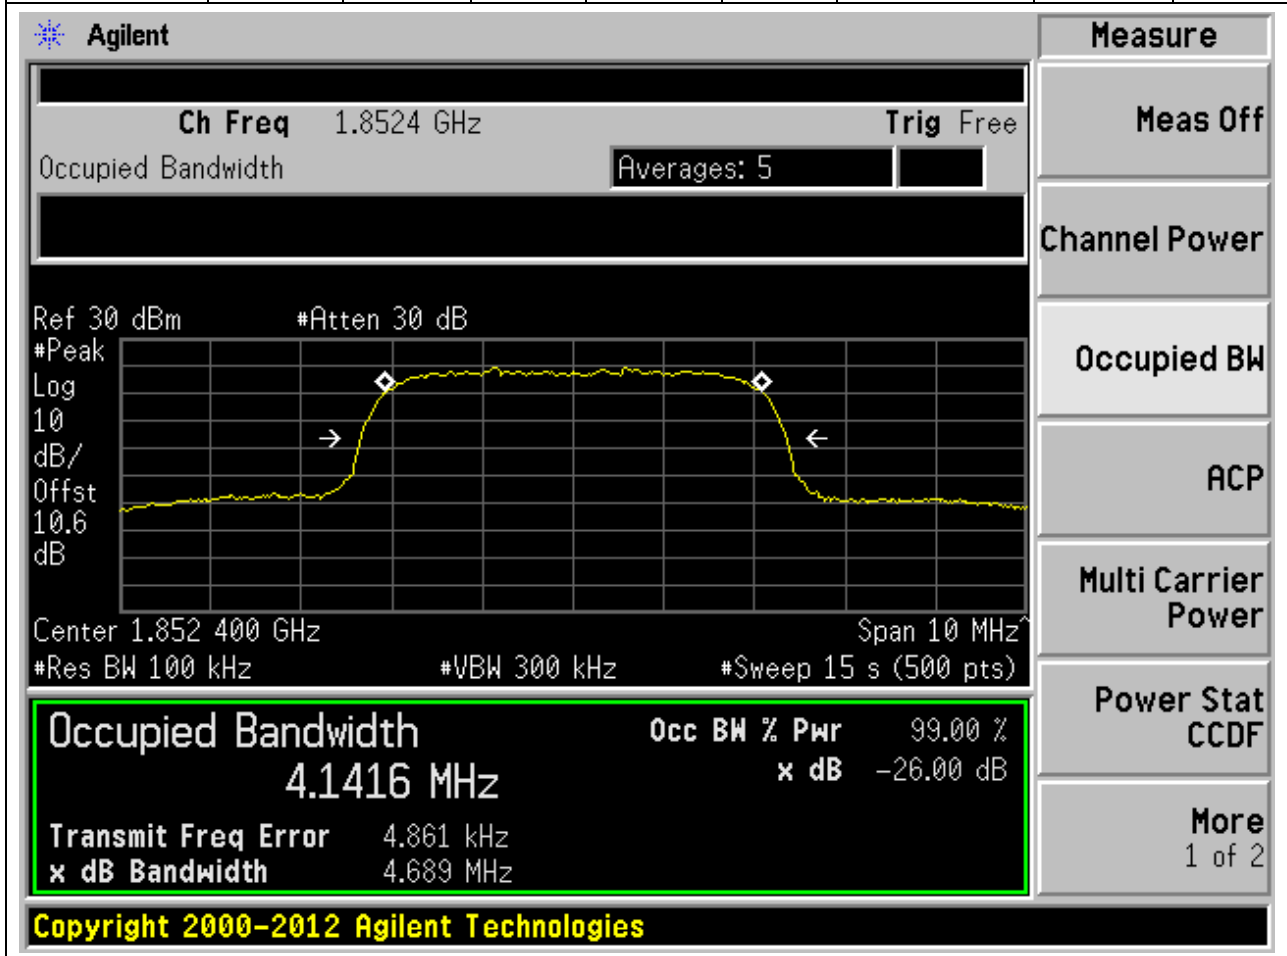 Agilent
Measure
Ch Freq 1.8524 GHz Trig Free
Occupied Bandwidth Averages: 5
Meas Off
Channel Power
Occupied BW
ACP
Multi Carrier
Power
Power Stat
CCDF
More
1 of 2
Ref 30 dBm #Atten 30 dB
#Peak
Log
10
dB/
Offst
10.6
dB
Center 1.852 400 GHz Span 10 MHz^
#Res BW 100 kHz #VBW 300 kHz #Sweep 15 s (500 pts)
Occupied Bandwidth Occ BW % Pwr 99.00 %
4.1416 MHz x dB -26.00 dB
Transmit Freq Error 4.861 kHz
x dB Bandwidth 4.689 MHz
Copyright 2000-2012 Agilent Technologies